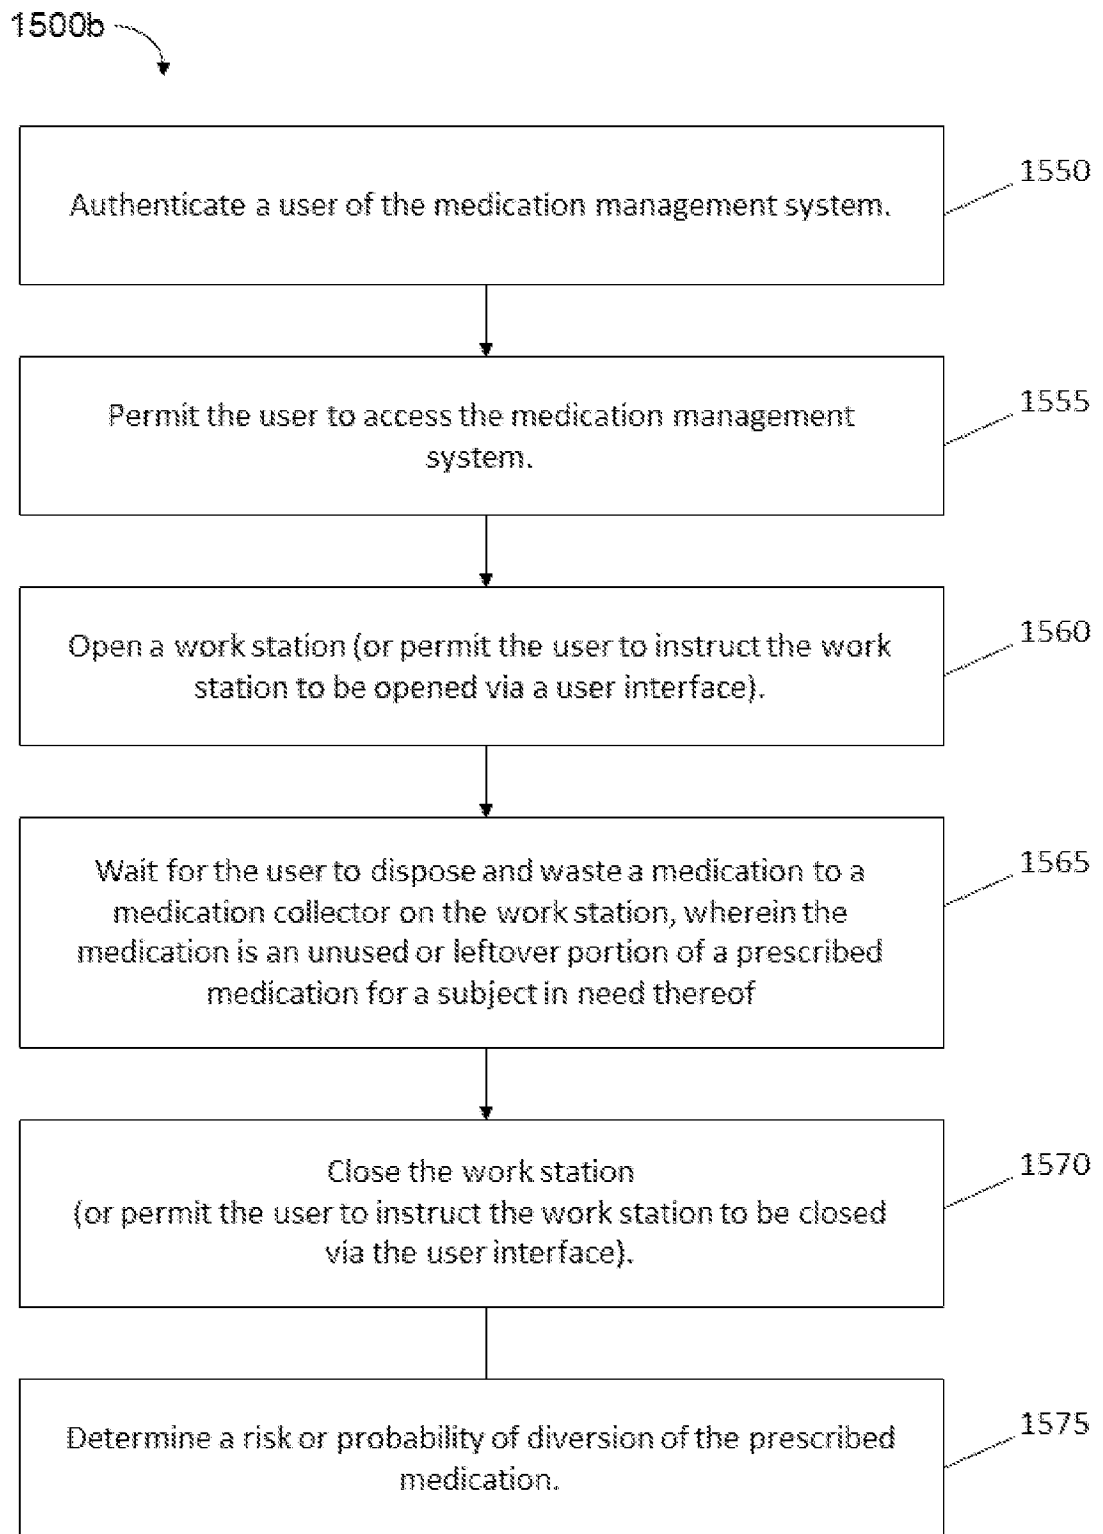 1500b
Authenticate a user of the medication management system.
1550
Permit the user to access the medication management
system.
1555
Open a work station (or permit the user to instruct the work
station to be opened via a user interface).
1560
Wait for the user to dispose and waste a medication to a
medication collector on the work station, wherein the
medication is an unused or leftover portion of a prescribed
medication for a subject in need thereof
1565
Close the work station
(or permit the user to instruct the work station to be closed
via the user interface).
1570
Determine a risk or probability of diversion of the prescribed
medication.
1575